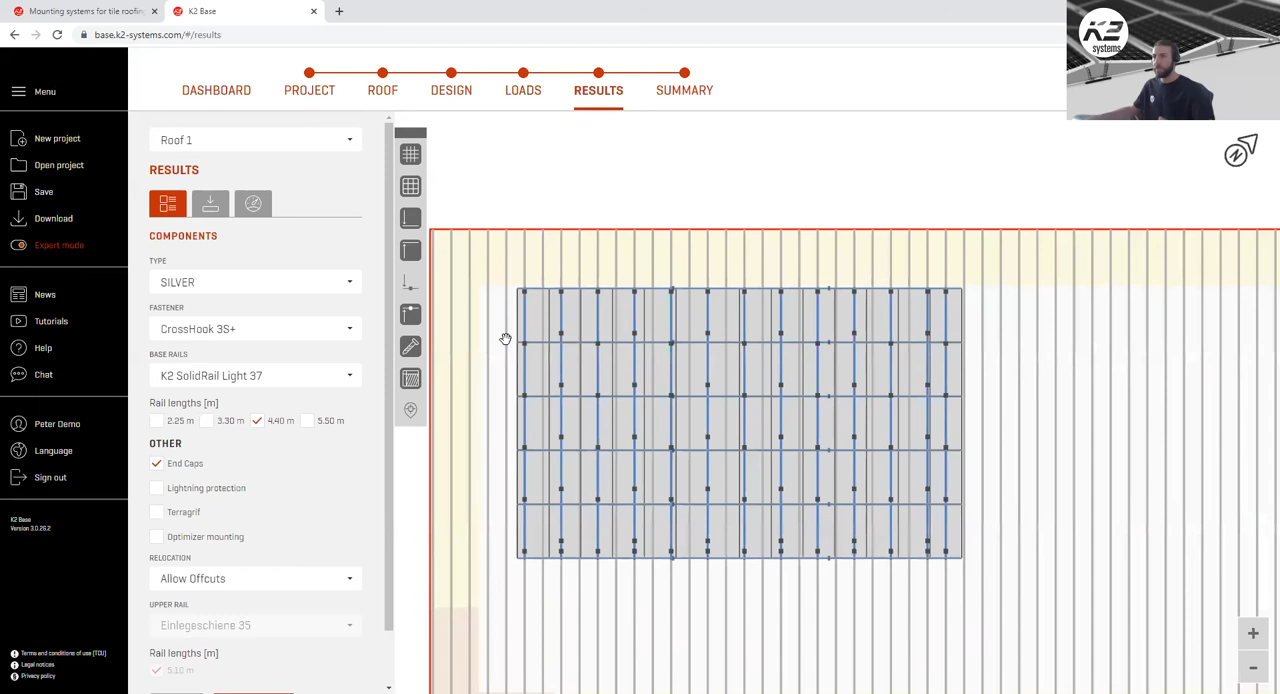 Mounting systems for tile roofing
K2 Base
base.k2-systems.com/#/results
K2
systems
Menu
New project
Open project
Save
Download
Expert mode
News
Tutorials
Help
Chat
Peter Demo
Language
Sign out
K2 Base
Version 3.0.26.2
Terms and conditions of use (TOU)
Legal notices
Privacy policy
DASHBOARD
PROJECT
ROOF
DESIGN
LOADS
RESULTS
SUMMARY
Roof 1
RESULTS
COMPONENTS
TYPE
SILVER
FASTENER
CrossHook 3S+
BASE RAILS
K2 SolidRail Light 37
Rail lengths [m]
2.25 m 3.30 m 4.40 m 5.50 m
OTHER
End Caps
Lightning protection
Terragrif
Optimizer mounting
RELOCATION
Allow Offcuts
UPPER RAIL
Einlegeschiene 35
Rail lengths [m]
5.10 m
N